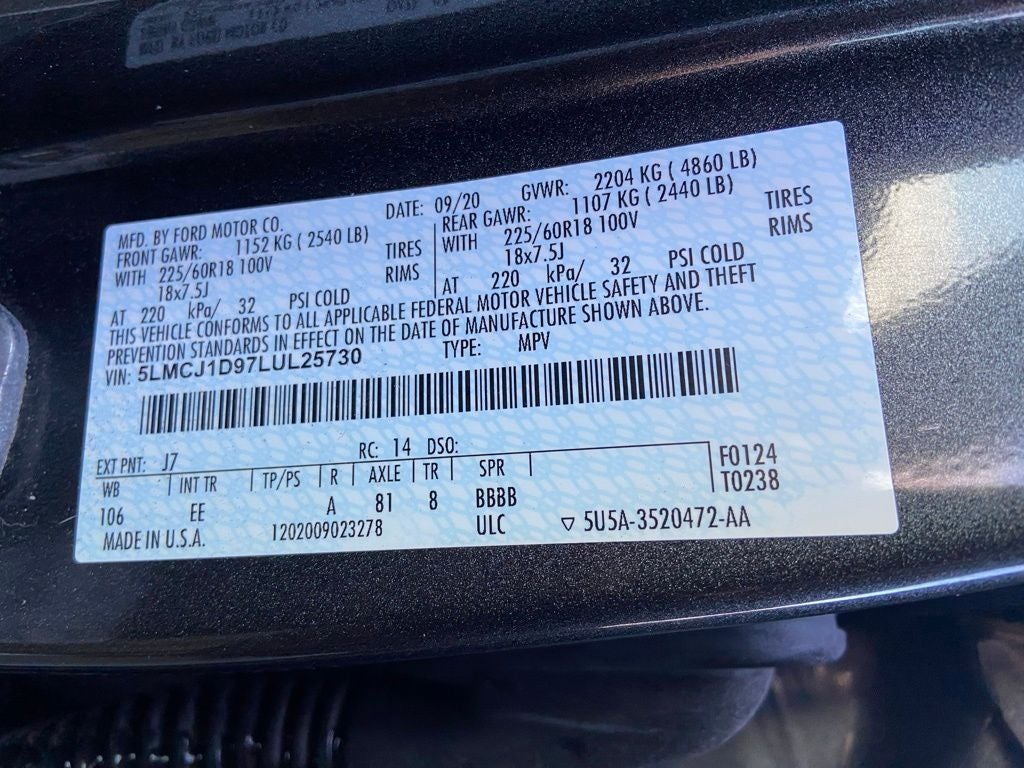 MFD. BY FORD MOTOR CO.
DATE: 09/20 GVWR: 2204 KG ( 4860 LB)
FRONT GAWR: 1152 KG ( 2540 LB)
WITH 225/60R18 100V TIRES
18x7.5J RIMS
AT 220 kPa/ 32 PSI COLD
REAR GAWR: 1107 KG ( 2440 LB)
WITH 225/60R18 100V TIRES
18x7.5J RIMS
AT 220 kPa/ 32 PSI COLD
THIS VEHICLE CONFORMS TO ALL APPLICABLE FEDERAL MOTOR VEHICLE SAFETY AND THEFT
PREVENTION STANDARDS IN EFFECT ON THE DATE OF MANUFACTURE SHOWN ABOVE.
VIN: 5LMCJ1D97LUL25730 TYPE: MPV
EXT PNT: J7 RC: 14 DSO:
WB INT TR TP/PS R AXLE TR SPR F0124
106 EE A 81 8 BBBB T0238
MADE IN U.S.A. 1202009023278 ULC ▽ 5U5A-3520472-AA